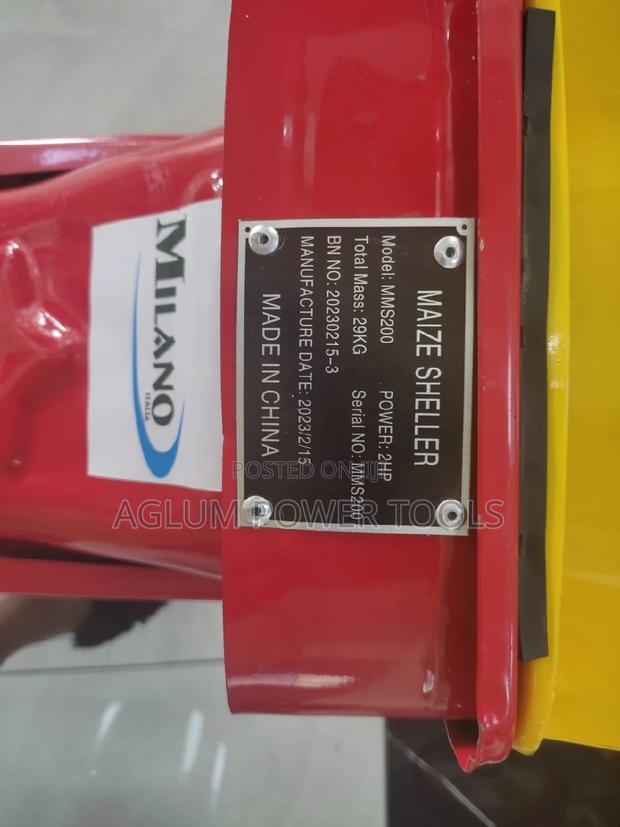 MILANO
ITALIA
MAIZE SHELLER
Model: MMS200 POWER: 2HP
Total Mass: 29KG Serial NO: MMS200
BN NO: 20230215-3
MANUFACTURE DATE: 2023/2/15
MADE IN CHINA
POSTED ON
AGLUM POWER TOOLS